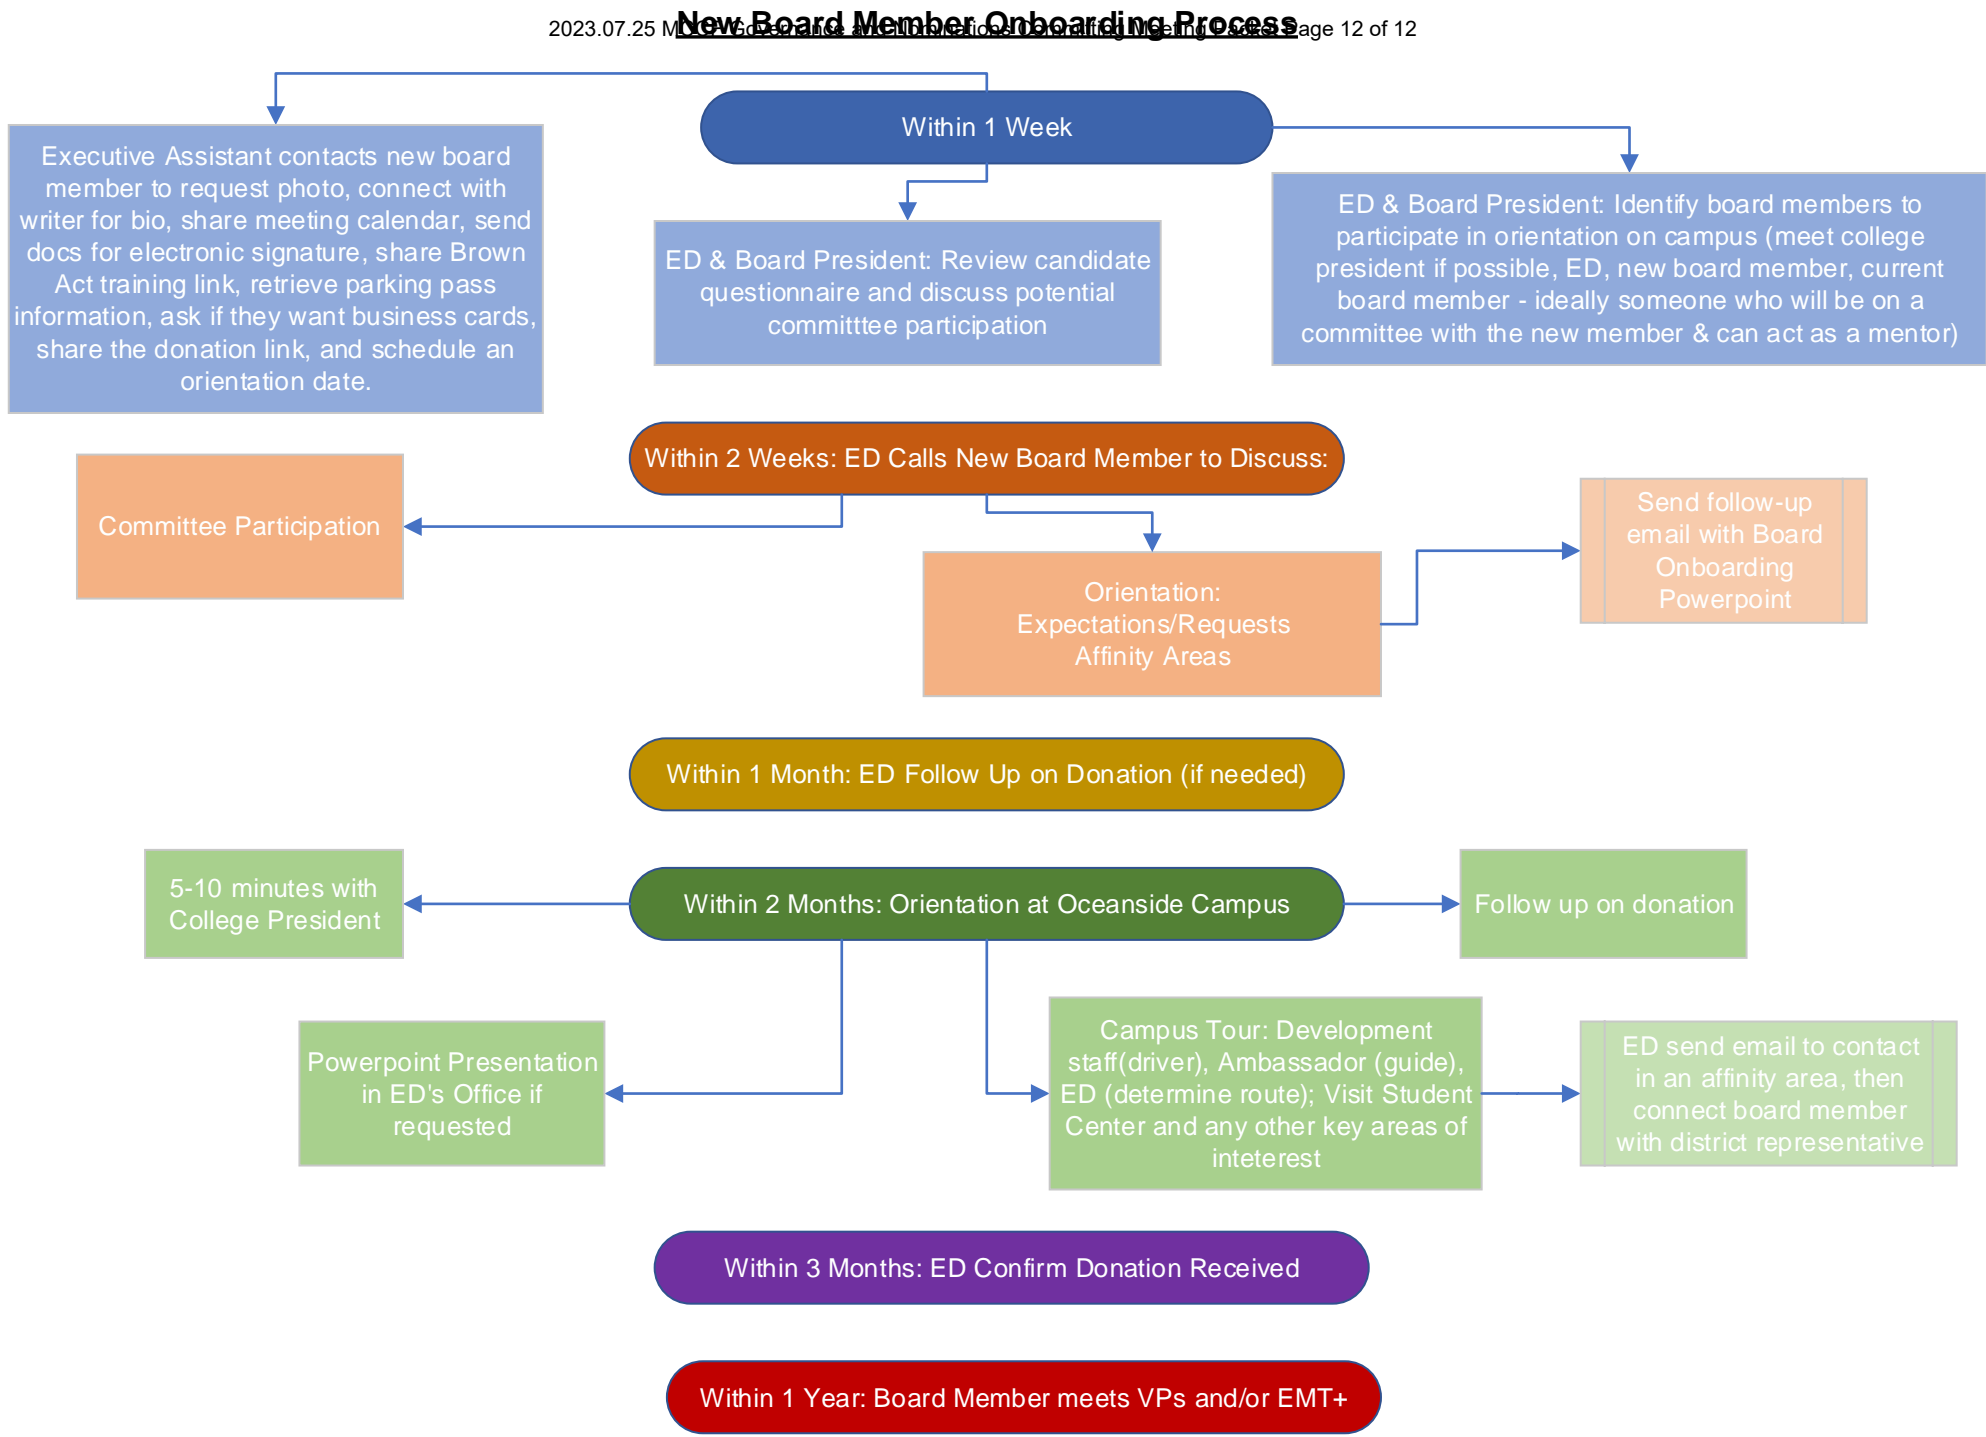 New Board Member Onboarding Process
2023.07.25 MCCF Governance and Nominations Committing Meeting Packet Page 12 of 12
Within 1 Week
Executive Assistant contacts new board
member to request photo, connect with
writer for bio, share meeting calendar, send
docs for electronic signature, share Brown
Act training link, retrieve parking pass
information, ask if they want business cards,
share the donation link, and schedule an
orientation date.
ED & Board President: Review candidate
questionnaire and discuss potential
committtee participation
ED & Board President: Identify board members to
participate in orientation on campus (meet college
president if possible, ED, new board member, current
board member - ideally someone who will be on a
committee with the new member & can act as a mentor)
Within 2 Weeks: ED Calls New Board Member to Discuss:
Committee Participation
Orientation:
Expectations/Requests
Affinity Areas
Send follow-up
email with Board
Onboarding
Powerpoint
Within 1 Month: ED Follow Up on Donation (if needed)
Within 2 Months: Orientation at Oceanside Campus
5-10 minutes with
College President
Follow up on donation
Powerpoint Presentation
in ED's Office if
requested
Campus Tour: Development
staff(driver), Ambassador (guide),
ED (determine route); Visit Student
Center and any other key areas of
inteterest
ED send email to contact
in an affinity area, then
connect board member
with district representative
Within 3 Months: ED Confirm Donation Received
Within 1 Year: Board Member meets VPs and/or EMT+